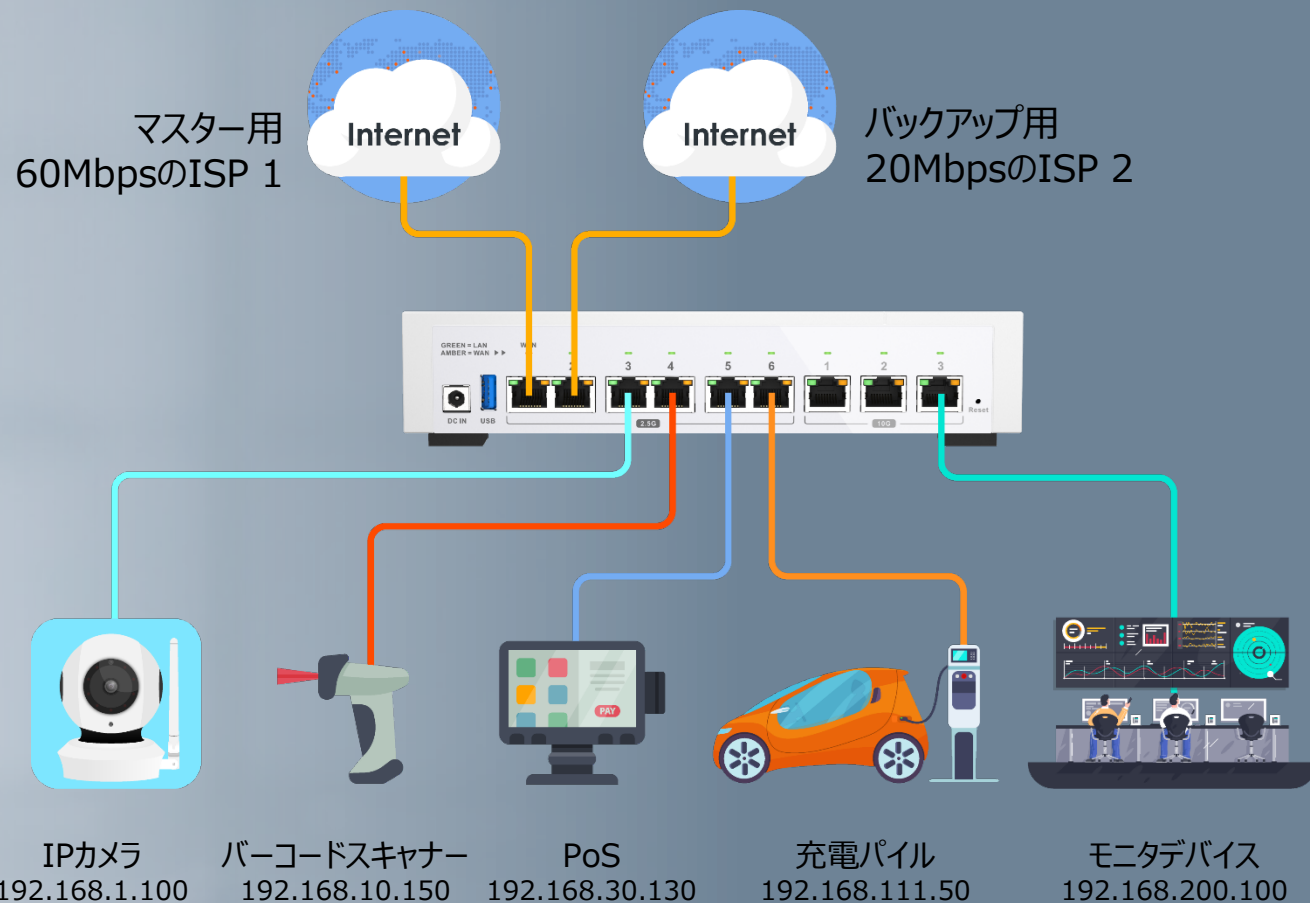 マスター用
60MbpsのISP 1
Internet
Internet
バックアップ用
20MbpsのISP 2
GREEN = LAN
AMBER = WAN ▶▶
WAN
2
3
4
5
6
1
2
3
DC IN
USB
2.5G
10G
Reset
PAY
IPカメラ
192.168.1.100
バーコードスキャナー
192.168.10.150
PoS
192.168.30.130
充電パイル
192.168.111.50
モニタデバイス
192.168.200.100